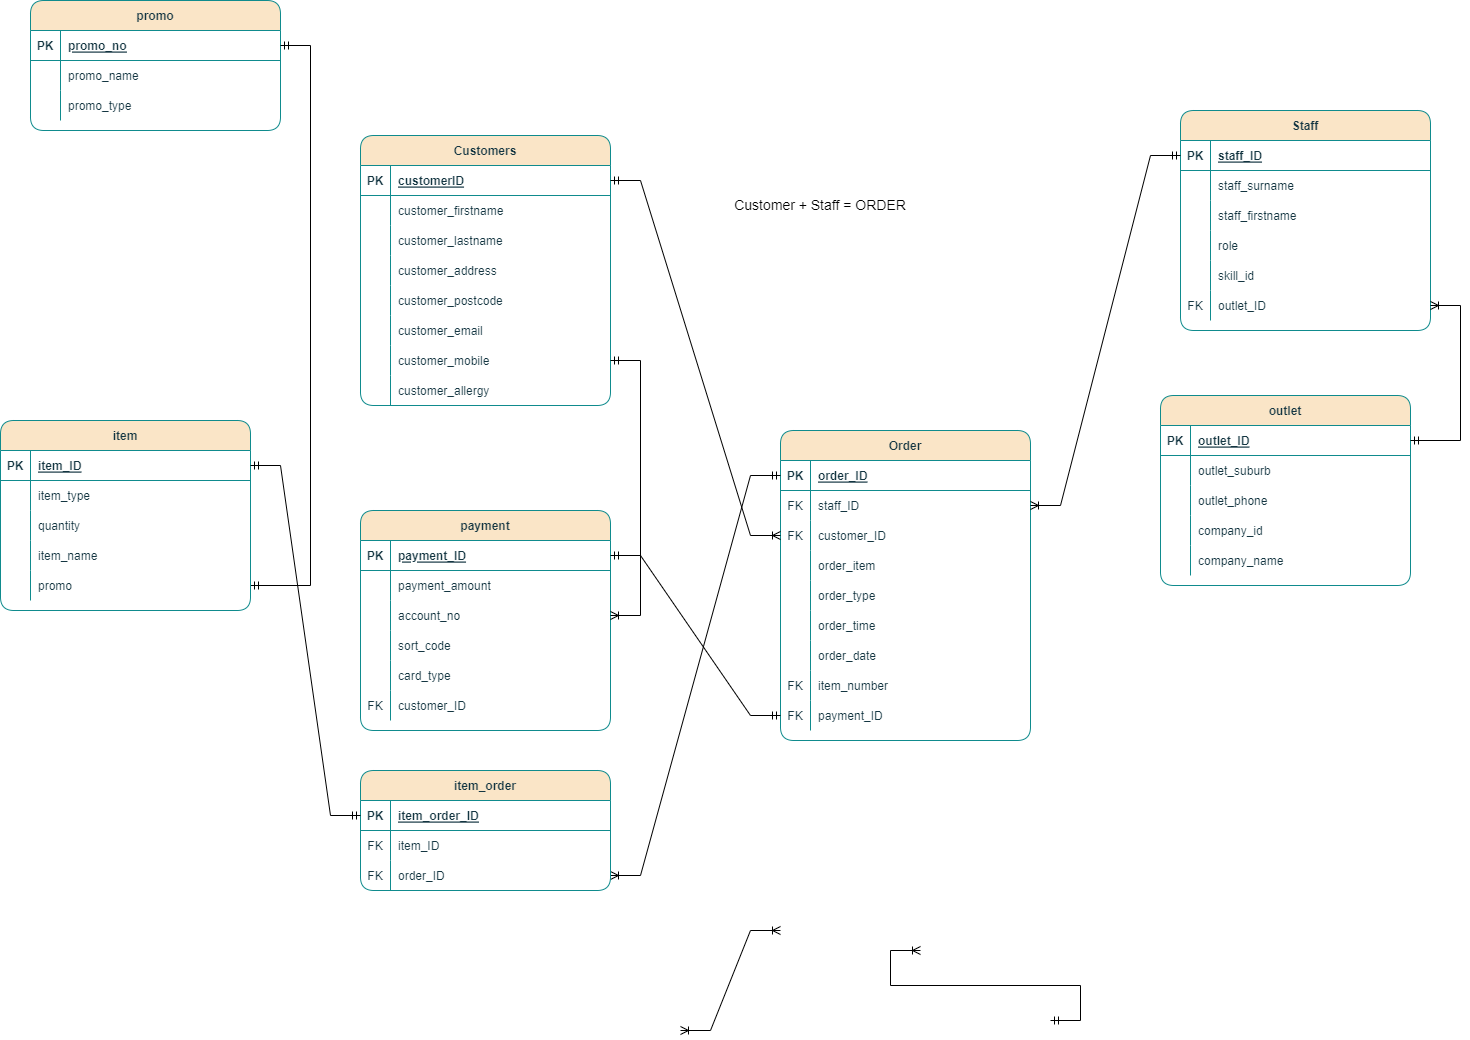 promo
PK promo_no
promo_name
promo_type
Customers
PK customerID
customer_firstname
customer_lastname
customer_address
customer_postcode
customer_email
customer_mobile
customer_allergy
Customer + Staff = ORDER
Staff
PK staff_ID
staff_surname
staff_firstname
role
skill_id
FK outlet_ID
item
PK item_ID
item_type
quantity
item_name
promo
payment
PK payment_ID
payment_amount
account_no
sort_code
card_type
FK customer_ID
Order
PK order_ID
FK staff_ID
FK customer_ID
order_item
order_type
order_time
order_date
FK item_number
FK payment_ID
outlet
PK outlet_ID
outlet_suburb
outlet_phone
company_id
company_name
item_order
PK item_order_ID
FK item_ID
FK order_ID